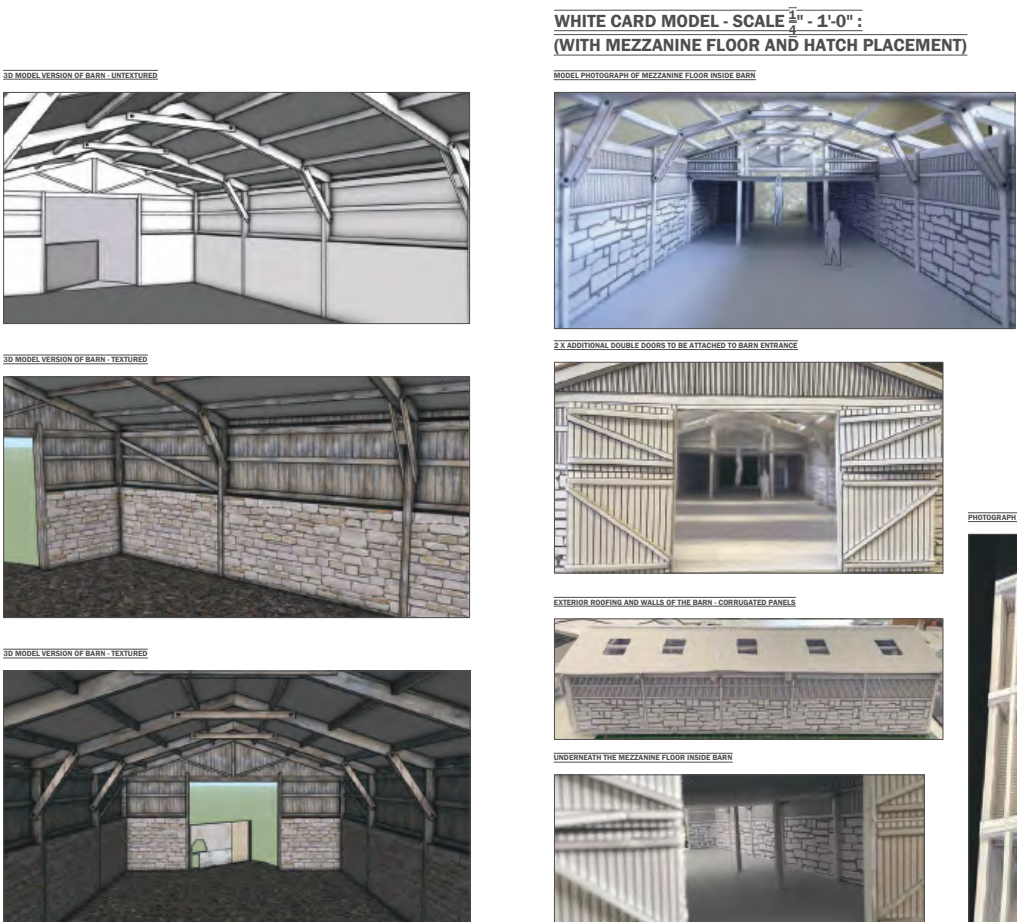 WHITE CARD MODEL - SCALE 1/4" - 1'-0" :
(WITH MEZZANINE FLOOR AND HATCH PLACEMENT)
3D MODEL VERSION OF BARN - UNTEXTURED
MODEL PHOTOGRAPH OF MEZZANINE FLOOR INSIDE BARN
3D MODEL VERSION OF BARN - TEXTURED
2 X ADDITIONAL DOUBLE DOORS TO BE ATTACHED TO BARN ENTRANCE
PHOTOGRAPH
EXTERIOR ROOFING AND WALLS OF THE BARN - CORRUGATED PANELS
3D MODEL VERSION OF BARN - TEXTURED
UNDERNEATH THE MEZZANINE FLOOR INSIDE BARN